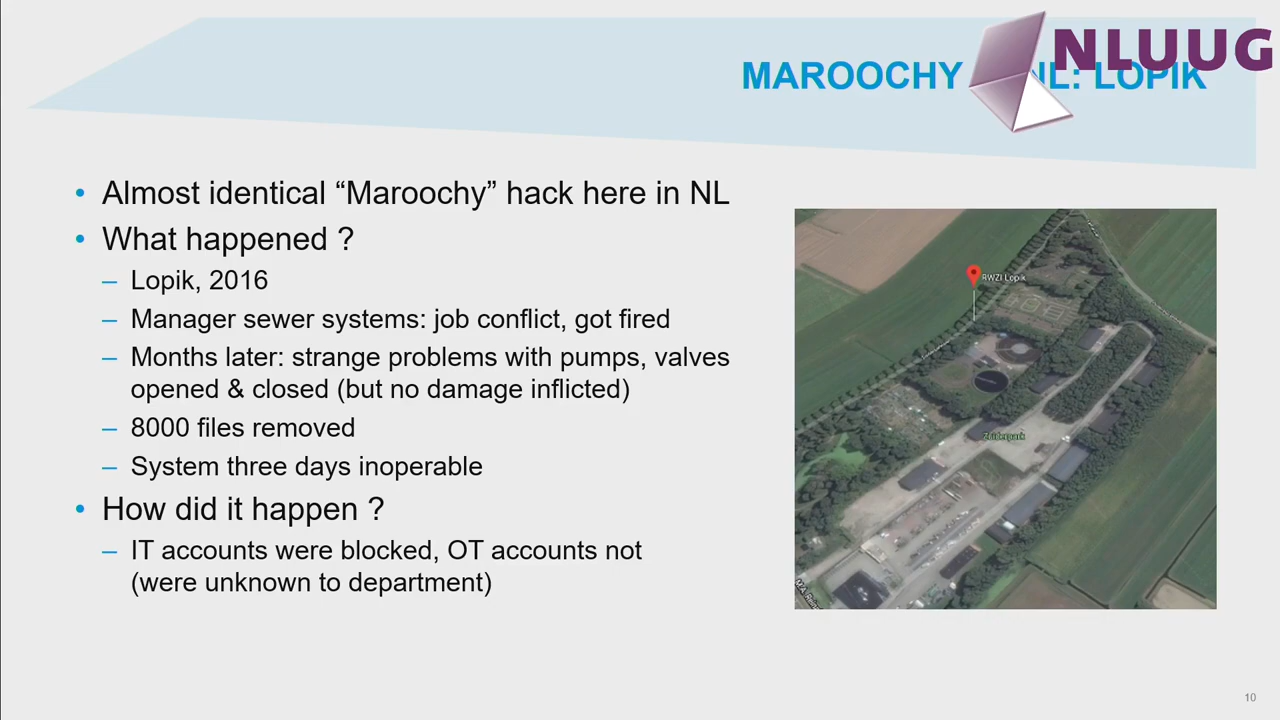 NLUUG
MAROOCHY NL: LOPIK
• Almost identical “Maroochy” hack here in NL
• What happened ?
– Lopik, 2016
– Manager sewer systems: job conflict, got fired
– Months later: strange problems with pumps, valves
opened & closed (but no damage inflicted)
– 8000 files removed
– System three days inoperable
• How did it happen ?
– IT accounts were blocked, OT accounts not
(were unknown to department)
RWZI Lopik
Zuiderpark
10